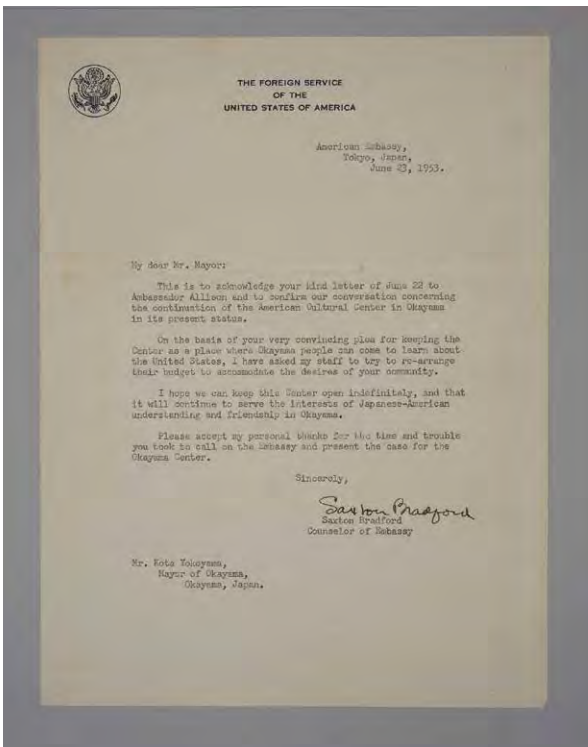 THE FOREIGN SERVICE
OF THE
UNITED STATES OF AMERICA
American Embassy,
Tokyo, Japan,
June 23, 1953.
My dear Mr. Mayor:
This is to acknowledge your kind letter of June 22 to
Ambassador Allison and to confirm our conversation concerning
the continuation of the American Cultural Center in Okayama
in its present status.
On the basis of your very convincing plea for keeping the
Center as a place where Okayama people can come to learn about
the United States, I have asked my staff to try to re-arrange
their budget to accommodate the desires of your community.
I hope we can keep this Center open indefinitely, and that
it will continue to serve the interests of Japanese-American
understanding and friendship in Okayama.
Please accept my personal thanks for the time and trouble
you took to call on the Embassy and present the case for the
Okayama Center.
Sincerely,
Saxton Bradford
Saxton Bradford
Counselor of Embassy
Mr. Kota Yokoyama,
Mayor of Okayama,
Okayama, Japan.